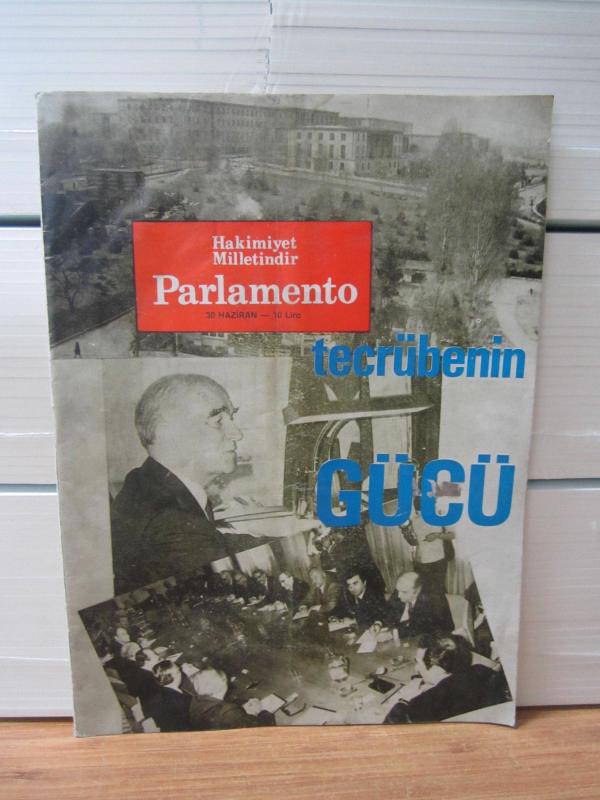 Hakimiyet
Milletindir
Parlamento
30 HAZİRAN — 10 Lira
tecrübenin
GÜCÜ